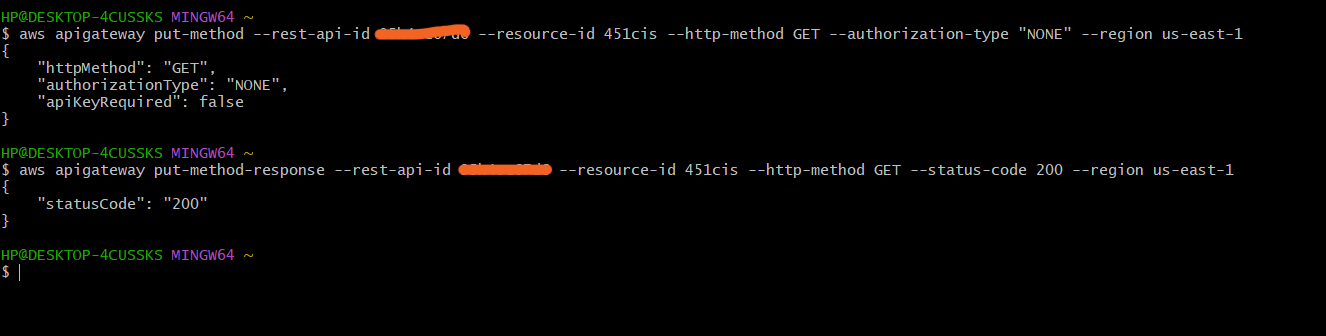 HP@DESKTOP-4CUSSKS MINGW64 ~
$ aws apigateway put-method --rest-api-id --resource-id 451cis --http-method GET --authorization-type "NONE" --region us-east-1
{
    "httpMethod": "GET",
    "authorizationType": "NONE",
    "apiKeyRequired": false
}
HP@DESKTOP-4CUSSKS MINGW64 ~
$ aws apigateway put-method-response --rest-api-id --resource-id 451cis --http-method GET --status-code 200 --region us-east-1
{
    "statusCode": "200"
}
HP@DESKTOP-4CUSSKS MINGW64 ~
$